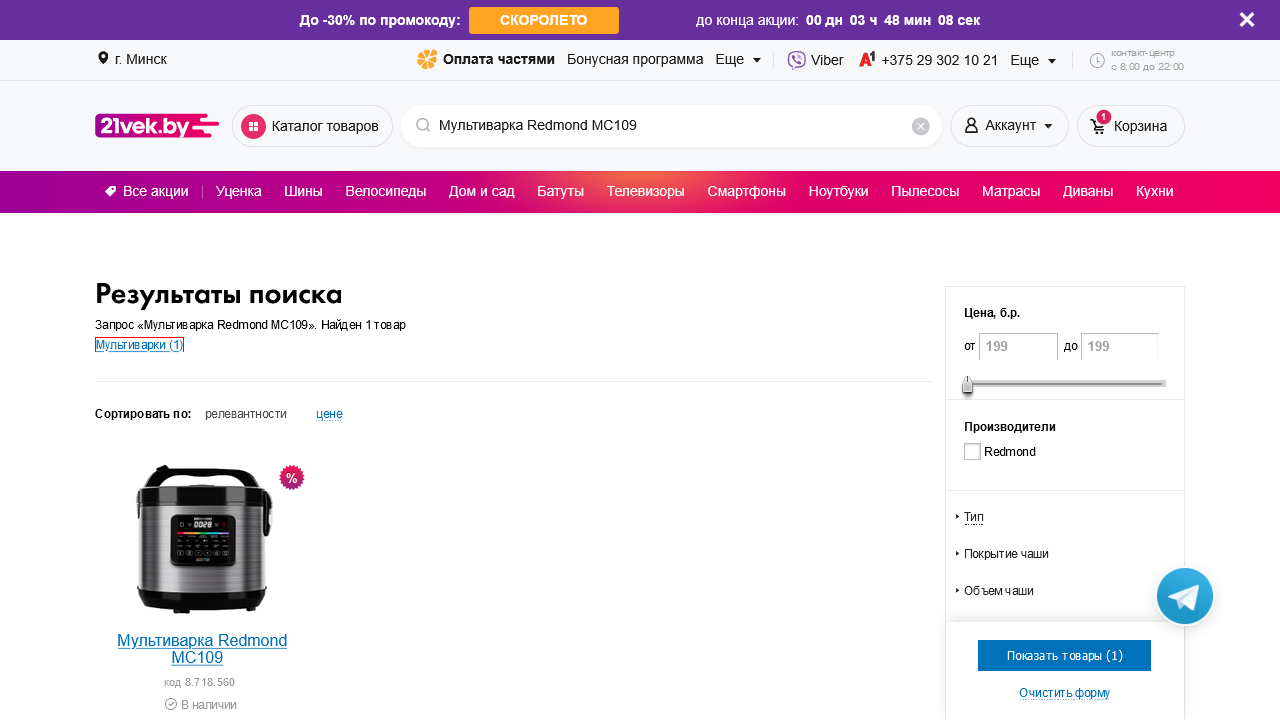 До -30% по промокоду: СКОРОЛЕТО до конца акции: 00 дн 03 ч 48 мин 08 сек
г. Минск Оплата частями Бонусная программа Еще Viber A1 +375 29 302 10 21 Еще контакт-центр
с 8:00 до 22:00
21vek.by Каталог товаров Мультиварка Redmond MC109 Аккаунт 1 Корзина
Все акции Уценка Шины Велосипеды Дом и сад Батуты Телевизоры Смартфоны Ноутбуки Пылесосы Матрасы Диваны Кухни
Результаты поиска
Запрос «Мультиварка Redmond MC109». Найден 1 товар
Мультиварки (1)
Сортировать по: релевантности цене
%
0028
Мультиварка Redmond
MC109
код 8.718.560
В наличии
Цена, б.р.
от 199 до 199
Производители
Redmond
Тип
Покрытие чаши
Объем чаши
Показать товары (1)
Очистить форму